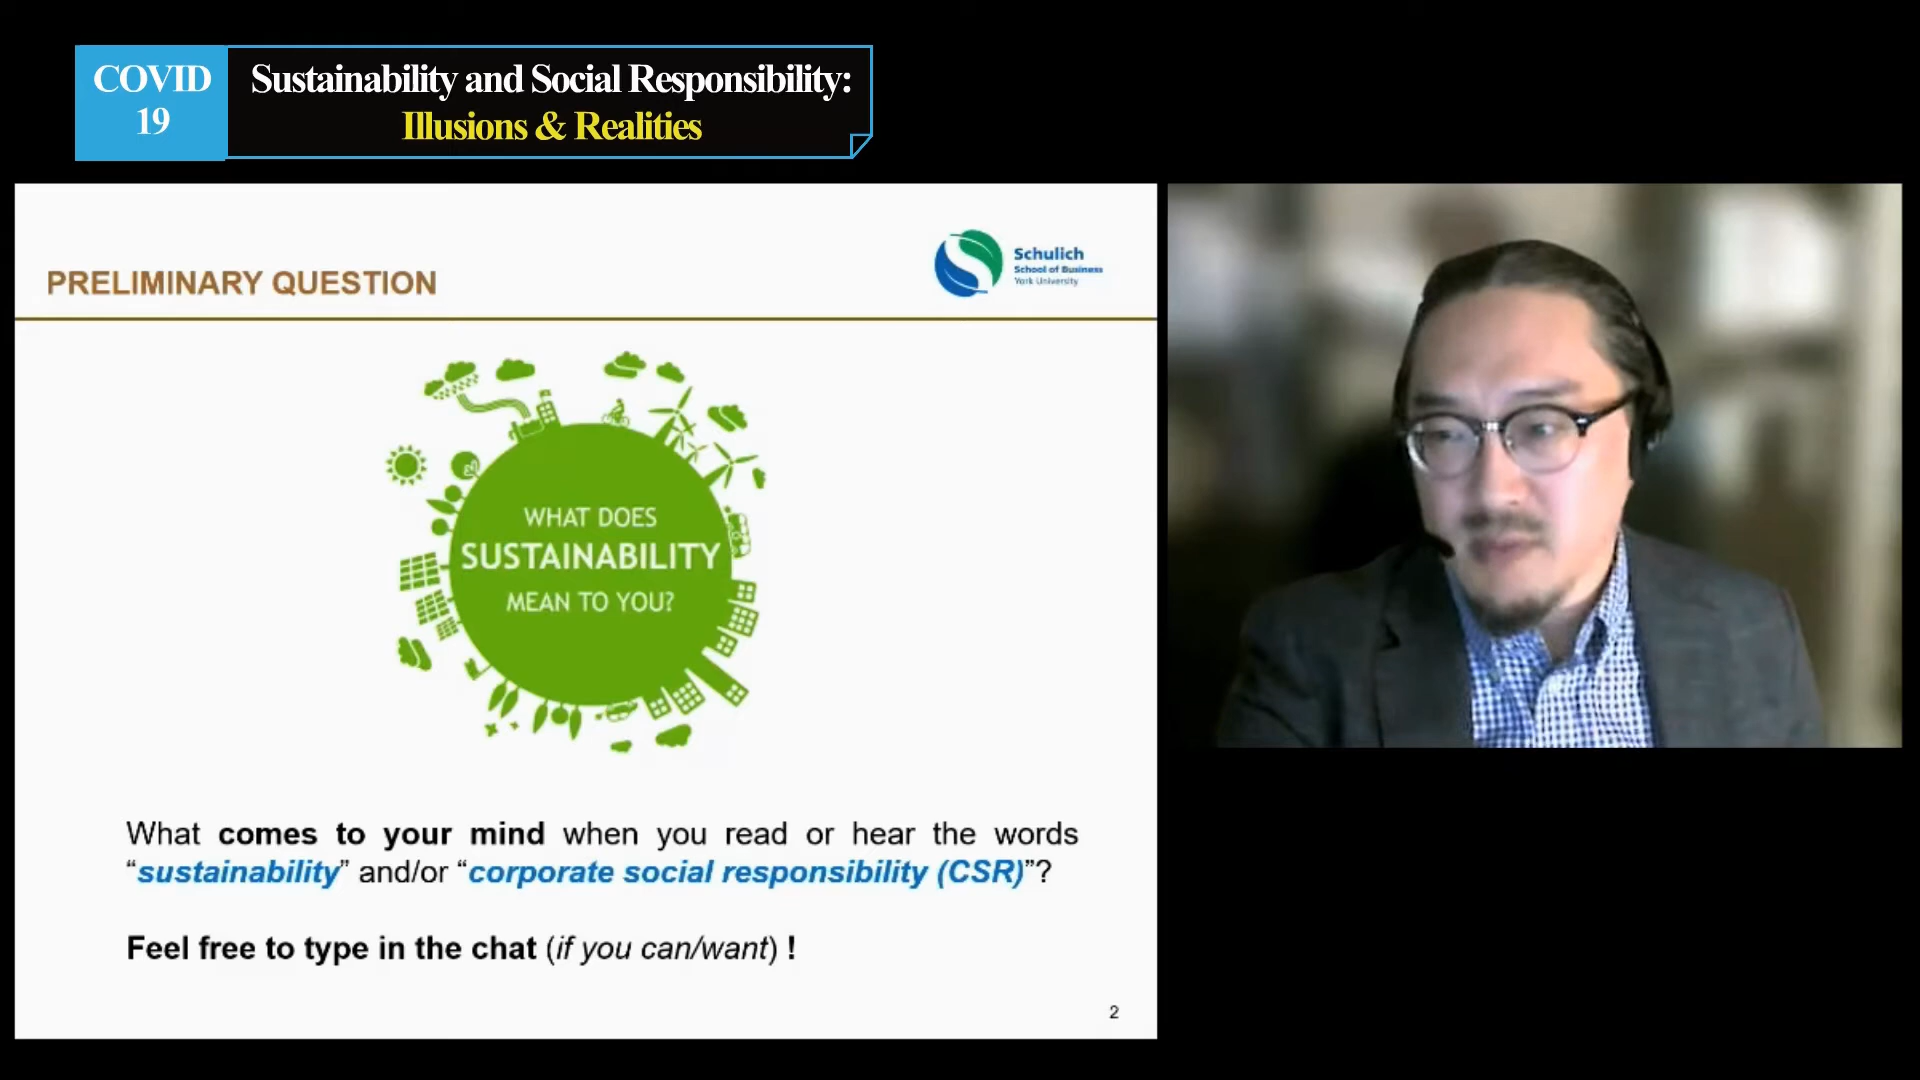 COVID
19
Sustainability and Social Responsibility:
Illusions & Realities
PRELIMINARY QUESTION
Schulich
School of Business
York University
WHAT DOES
SUSTAINABILITY
MEAN TO YOU?
What comes to your mind when you read or hear the words
“sustainability” and/or “corporate social responsibility (CSR)”?
Feel free to type in the chat (if you can/want) !
2